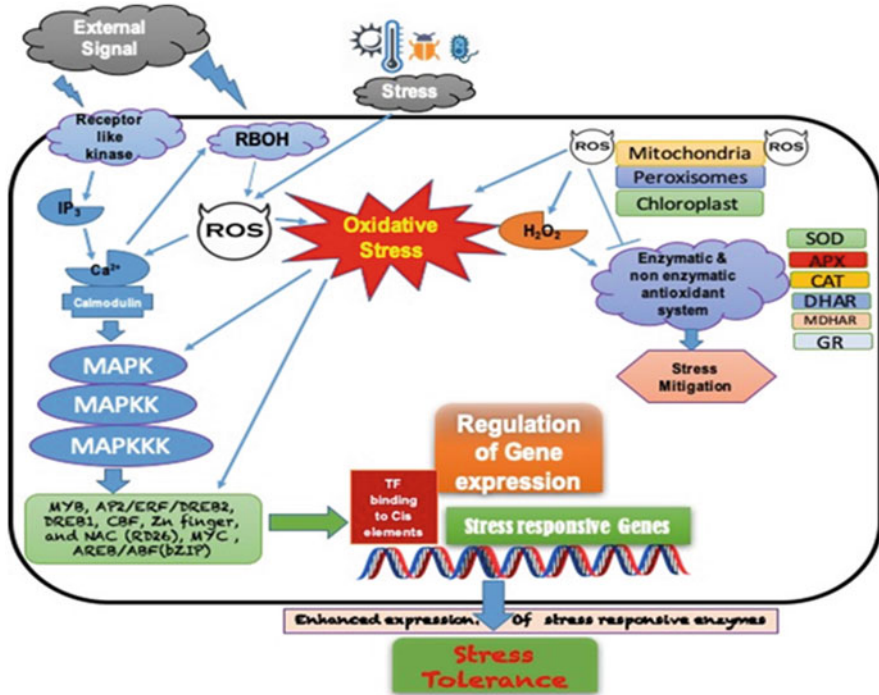 External
Signal
Stress
Receptor
like
kinase
RBOH
ROS
Mitochondria
ROS
Peroxisomes
Chloroplast
IP₃
ROS
Oxidative
Stress
H₂O₂
Ca²⁺
Calmodulin
Enzymatic &
non enzymatic
antioxidant
system
SOD
APX
CAT
DHAR
MDHAR
GR
MAPK
MAPKK
MAPKKK
Stress
Mitigation
Regulation
of Gene
expression
TF
binding
to Cis
elements
Stress responsive Genes
MYB, AP2/ERF/DREB2,
DREB1, CBF, Zn finger,
and NAC (RD26), MYC ,
AREB/ABF(bZIP)
Enhanced expression. Of stress responsive enzymes
Stress
Tolerance